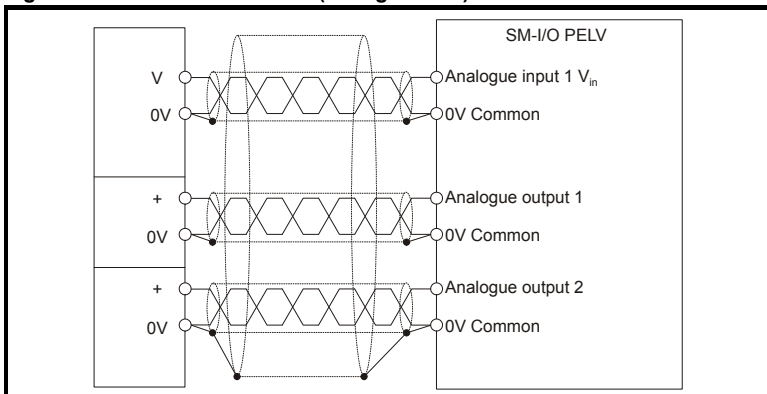 SM-I/O PELV
V Analogue input 1 Vin
0V 0V Common
+ Analogue output 1
0V 0V Common
+ Analogue output 2
0V 0V Common